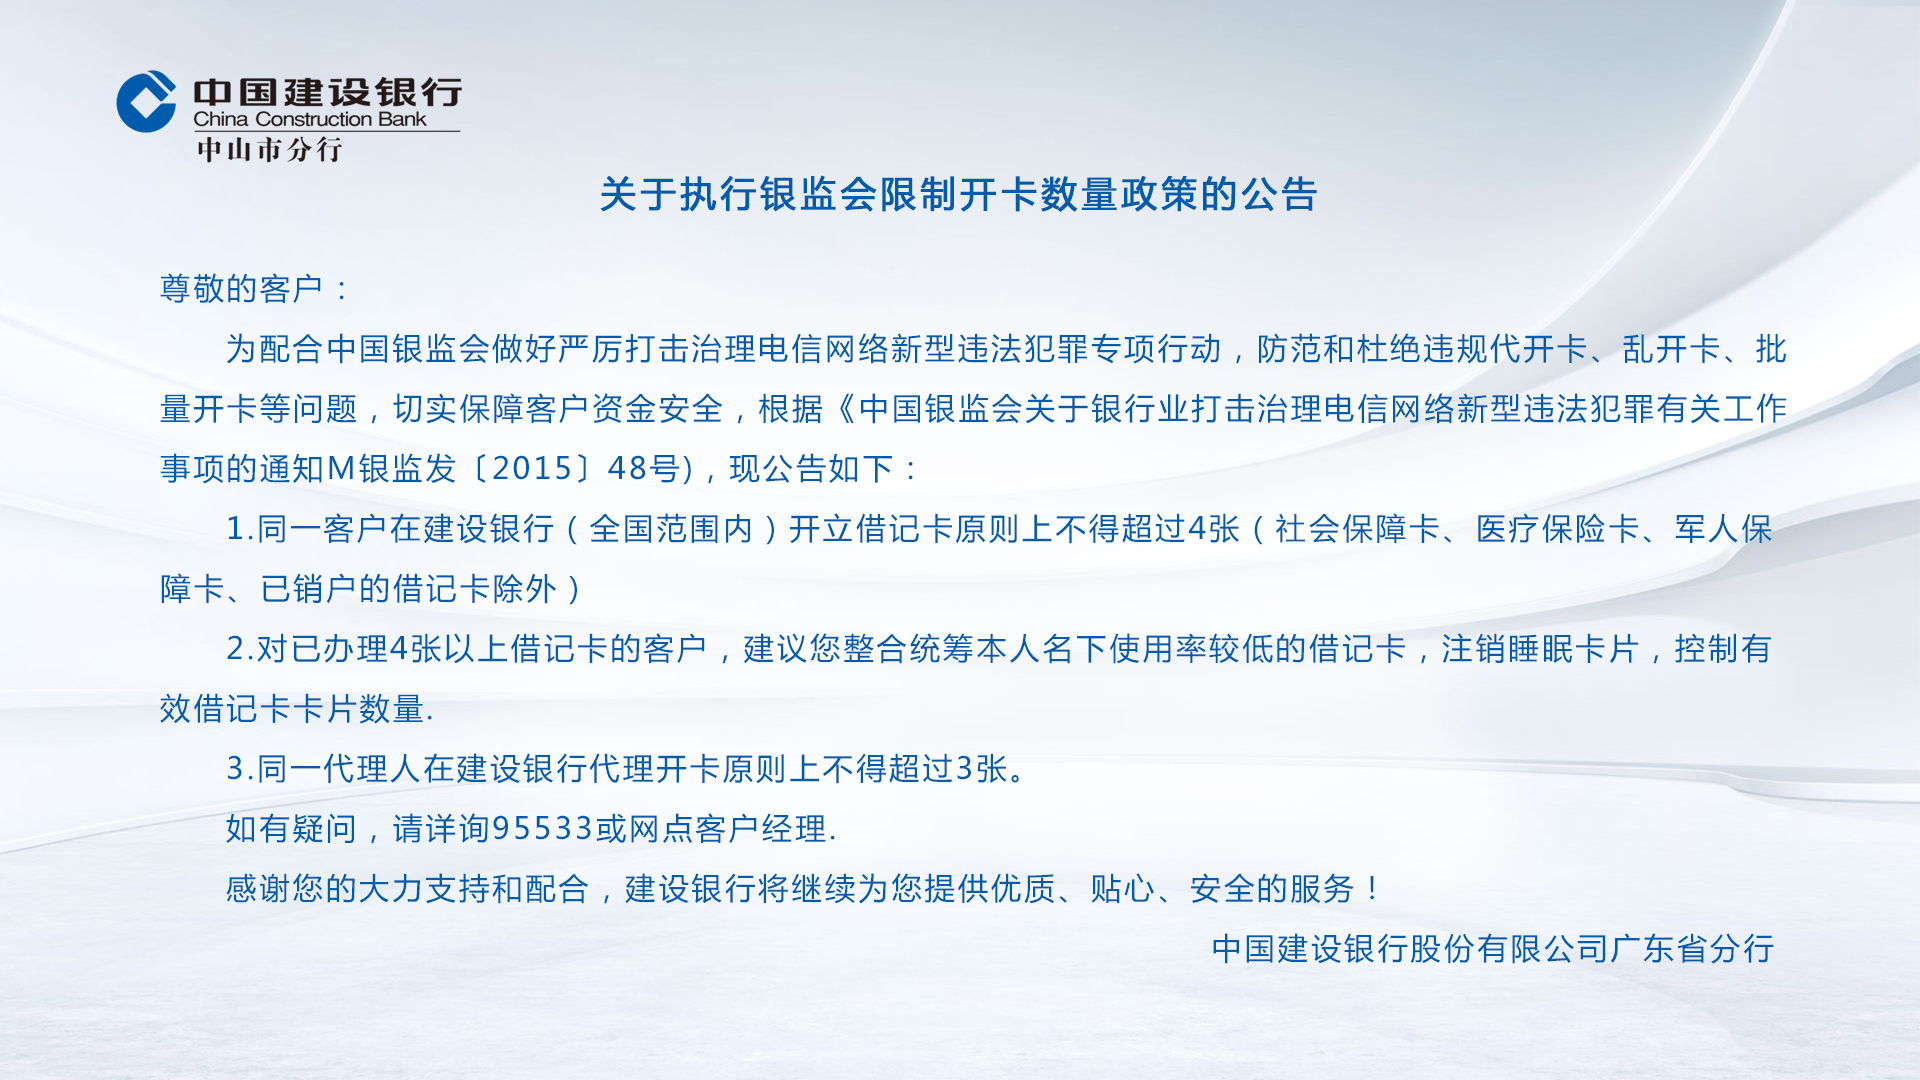 中国建设银行
China Construction Bank
中山市分行
关于执行银监会限制开卡数量政策的公告
尊敬的客户：
为配合中国银监会做好严厉打击治理电信网络新型违法犯罪专项行动，防范和杜绝违规代开卡、乱开卡、批
量开卡等问题，切实保障客户资金安全，根据《中国银监会关于银行业打击治理电信网络新型违法犯罪有关工作
事项的通知M银监发〔2015〕48号)，现公告如下：
1.同一客户在建设银行（全国范围内）开立借记卡原则上不得超过4张（社会保障卡、医疗保险卡、军人保
障卡、已销户的借记卡除外）
2.对已办理4张以上借记卡的客户，建议您整合统筹本人名下使用率较低的借记卡，注销睡眠卡片，控制有
效借记卡卡片数量.
3.同一代理人在建设银行代理开卡原则上不得超过3张。
如有疑问，请详询95533或网点客户经理.
感谢您的大力支持和配合，建设银行将继续为您提供优质、贴心、安全的服务！
中国建设银行股份有限公司广东省分行